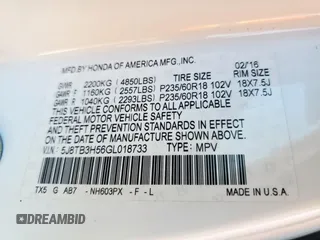 MFD. BY HONDA OF AMERICA MFG.,INC. 02/16
GVWR 2200KG (4850LBS) TIRE SIZE RIM SIZE
GAWR F 1160KG (2557LBS) P235/60R18 102V 18X7.5J
GAWR R 1040KG (2293LBS) P235/60R18 102V 18X7.5J
THIS VEHICLE CONFORMS TO ALL APPLICABLE
FEDERAL MOTOR VEHICLE SAFETY AND THEFT PREVENTION
STANDARDS IN EFFECT ON THE DATE OF MANUFACTURE SHOWN ABOVE.
V.I.N: 5J8TB3H56GL018733 TYPE: MPV
TX5 G AB7 - NH603PX - F - L U.S.A
DREAMBID